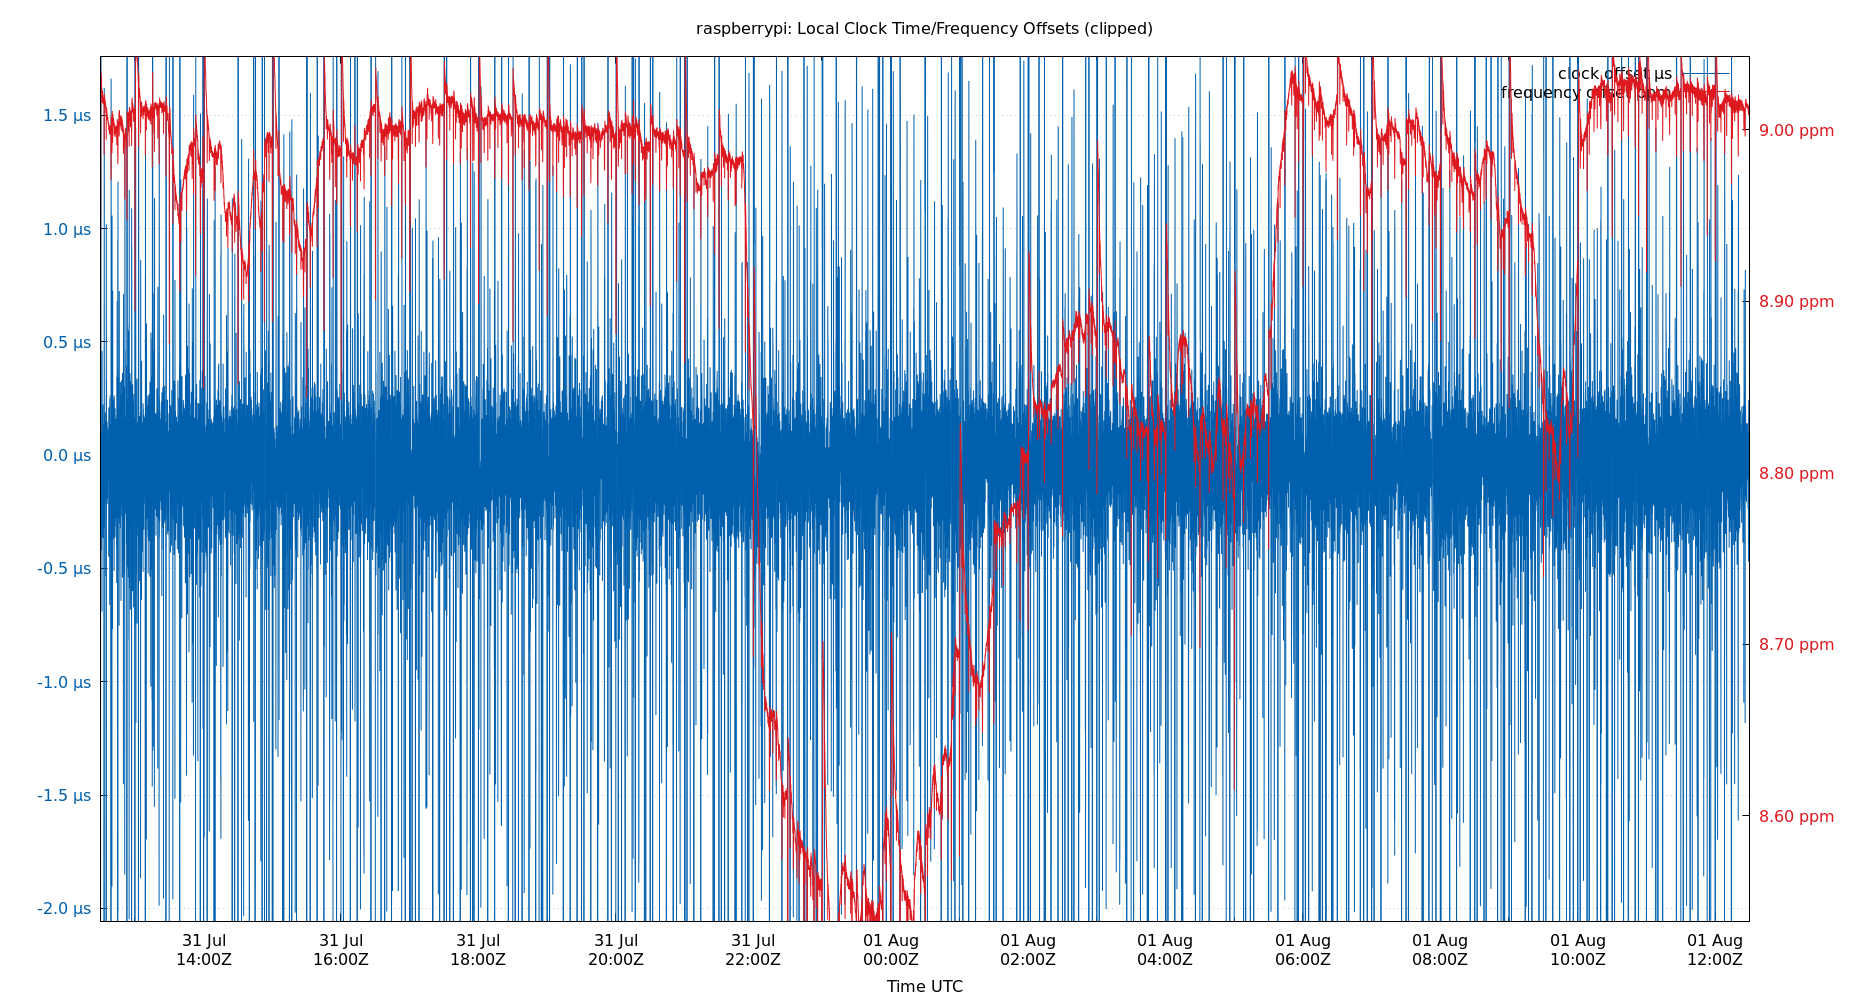 raspberrypi: Local Clock Time/Frequency Offsets (clipped)
clock offset µs
frequency offset ppm
1.5 µs
1.0 µs
0.5 µs
0.0 µs
-0.5 µs
-1.0 µs
-1.5 µs
-2.0 µs
9.00 ppm
8.90 ppm
8.80 ppm
8.70 ppm
8.60 ppm
31 Jul 31 Jul 31 Jul 31 Jul 31 Jul 01 Aug 01 Aug 01 Aug 01 Aug 01 Aug 01 Aug 01 Aug
14:00Z 16:00Z 18:00Z 20:00Z 22:00Z 00:00Z 02:00Z 04:00Z 06:00Z 08:00Z 10:00Z 12:00Z
Time UTC